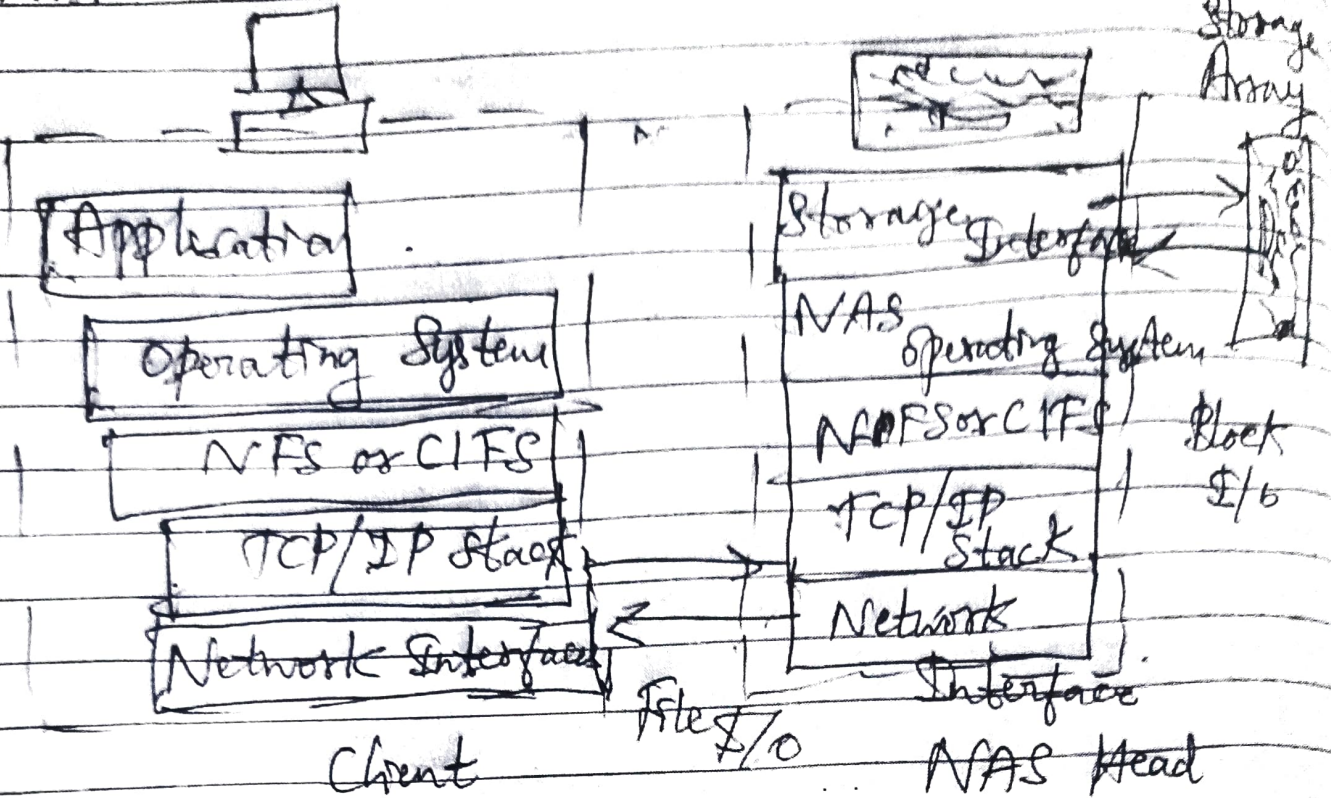 Storage
Array
Application
Operating System
NFS or CIFS
TCP/IP Stack
Network Interface
Client
File I/O
Storage
Interface
NAS
Operating System
NFS or CIFS
TCP/IP
Stack
Network
Interface
NAS Head
Block
I/O